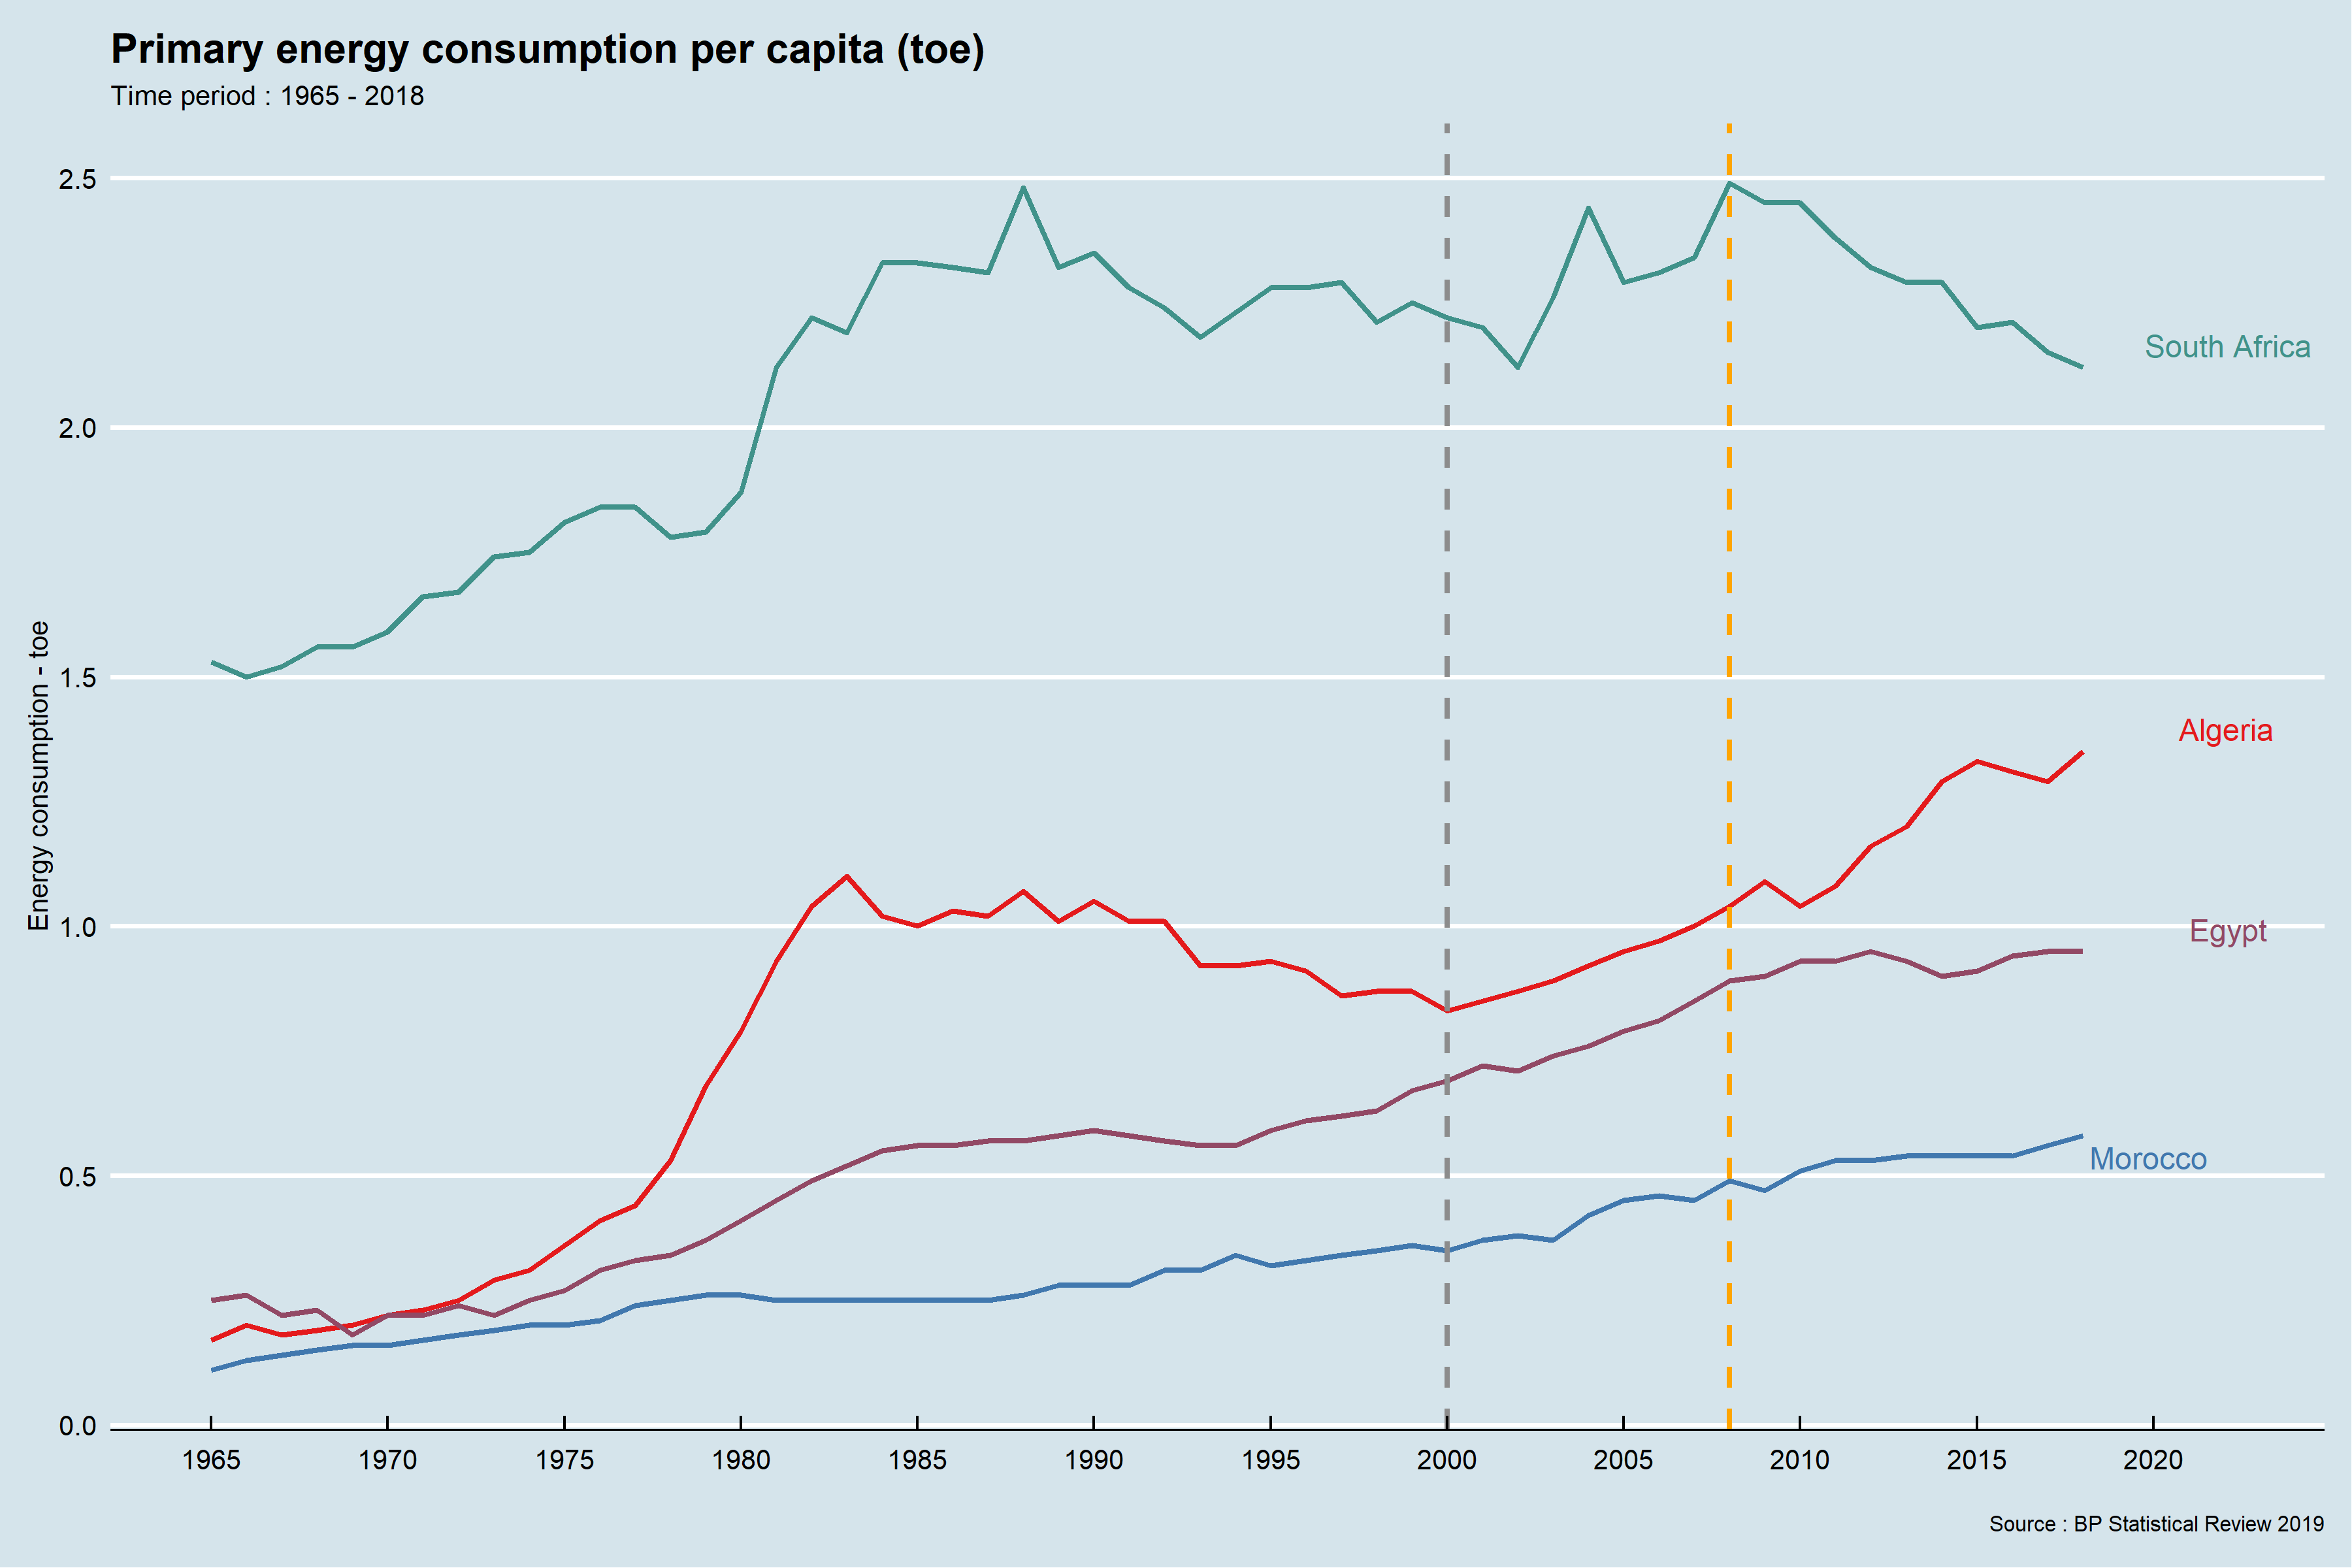 Primary energy consumption per capita (toe)
Time period : 1965 - 2018
Energy consumption - toe
2.5
2.0
1.5
1.0
0.5
0.0
South Africa
Algeria
Egypt
Morocco
1965 1970 1975 1980 1985 1990 1995 2000 2005 2010 2015 2020
Source : BP Statistical Review 2019